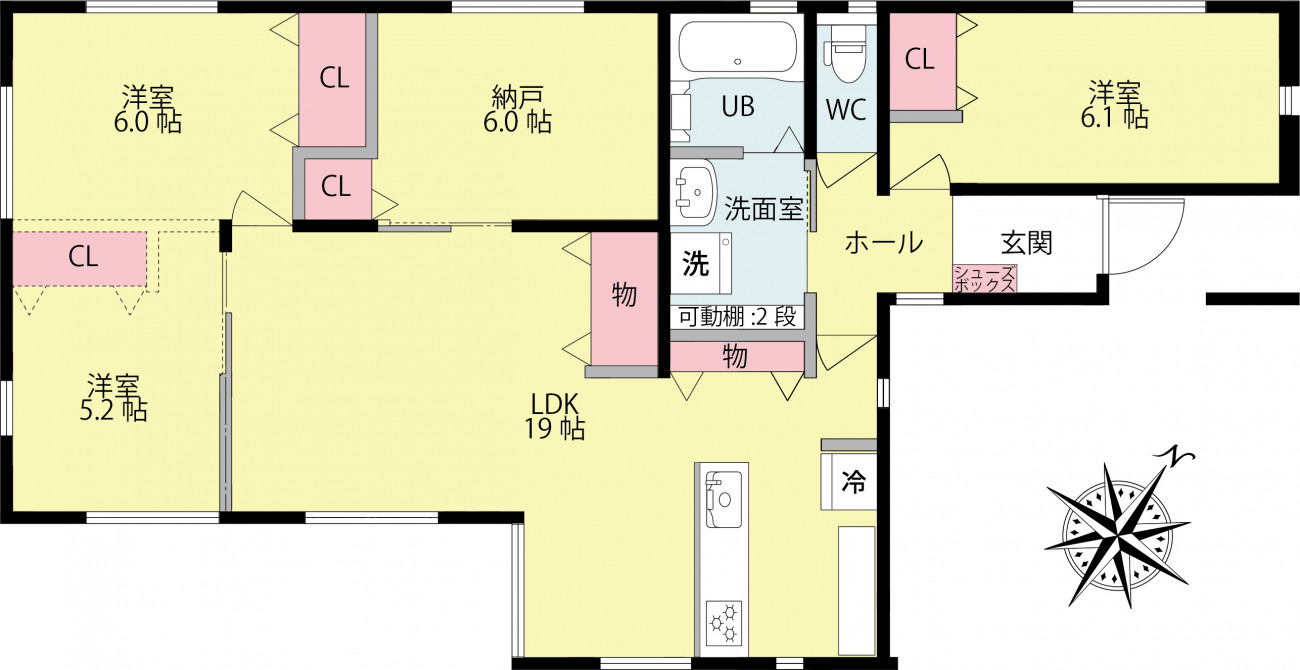 洋室
6.0 帖
CL
CL
納戸
6.0 帖
UB
WC
CL
洋室
6.1 帖
洗面室
洗
可動棚:2 段
物
物
ホール
玄関
シューズ
ボックス
CL
洋室
5.2 帖
LDK
19 帖
冷
N